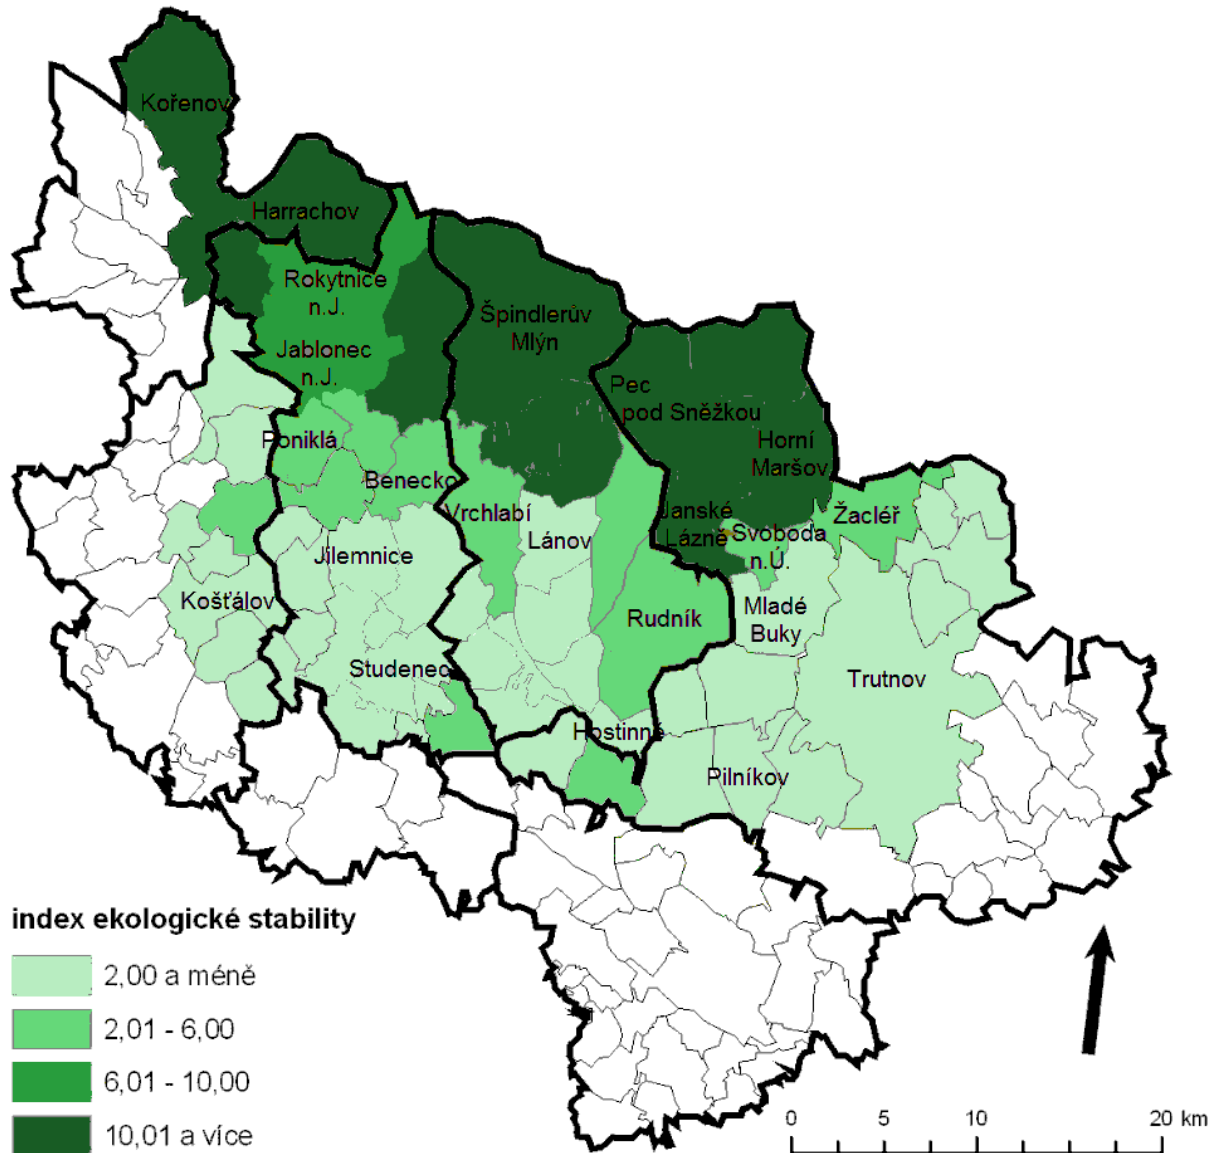 Kořenov
Harrachov
Rokytnice
n.J.
Špindlerův
Mlýn
Jablonec
n.J.
Pec
pod Sněžkou
Horní
Maršov
Poniklá
Benecko
Vrchlabí
Janské
Lázně
Žacléř
Svoboda
n.Ú.
Lánov
Jilemnice
Košťálov
Mladé
Buky
Rudník
Studenec
Trutnov
Hostinné
Pilníkov
index ekologické stability
2,00 a méně
2,01 - 6,00
6,01 - 10,00
10,01 a více
0 5 10 20 km